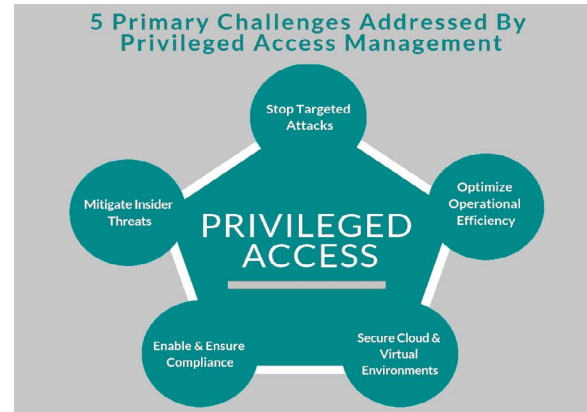 5 Primary Challenges Addressed By
Privileged Access Management
Stop Targeted
Attacks
Mitigate Insider
Threats
Optimize
Operational
Efficiency
PRIVILEGED
ACCESS
Enable & Ensure
Compliance
Secure Cloud &
Virtual
Environments